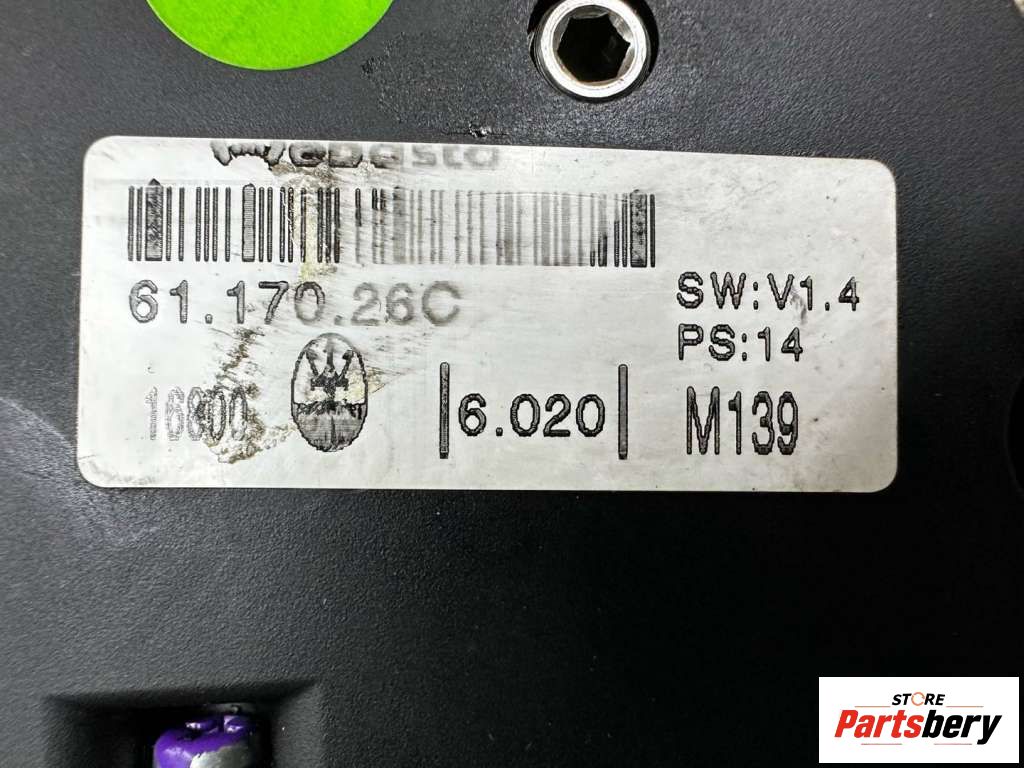 Webasto
61.170.26C
SW:V1.4
PS:14
16800
6.020
M139
STORE
Partsbery